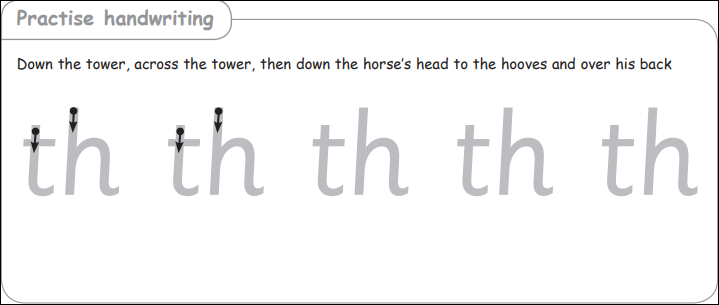 Practise handwriting
Down the tower, across the tower, then down the horse's head to the hooves and over his back
th th th th th